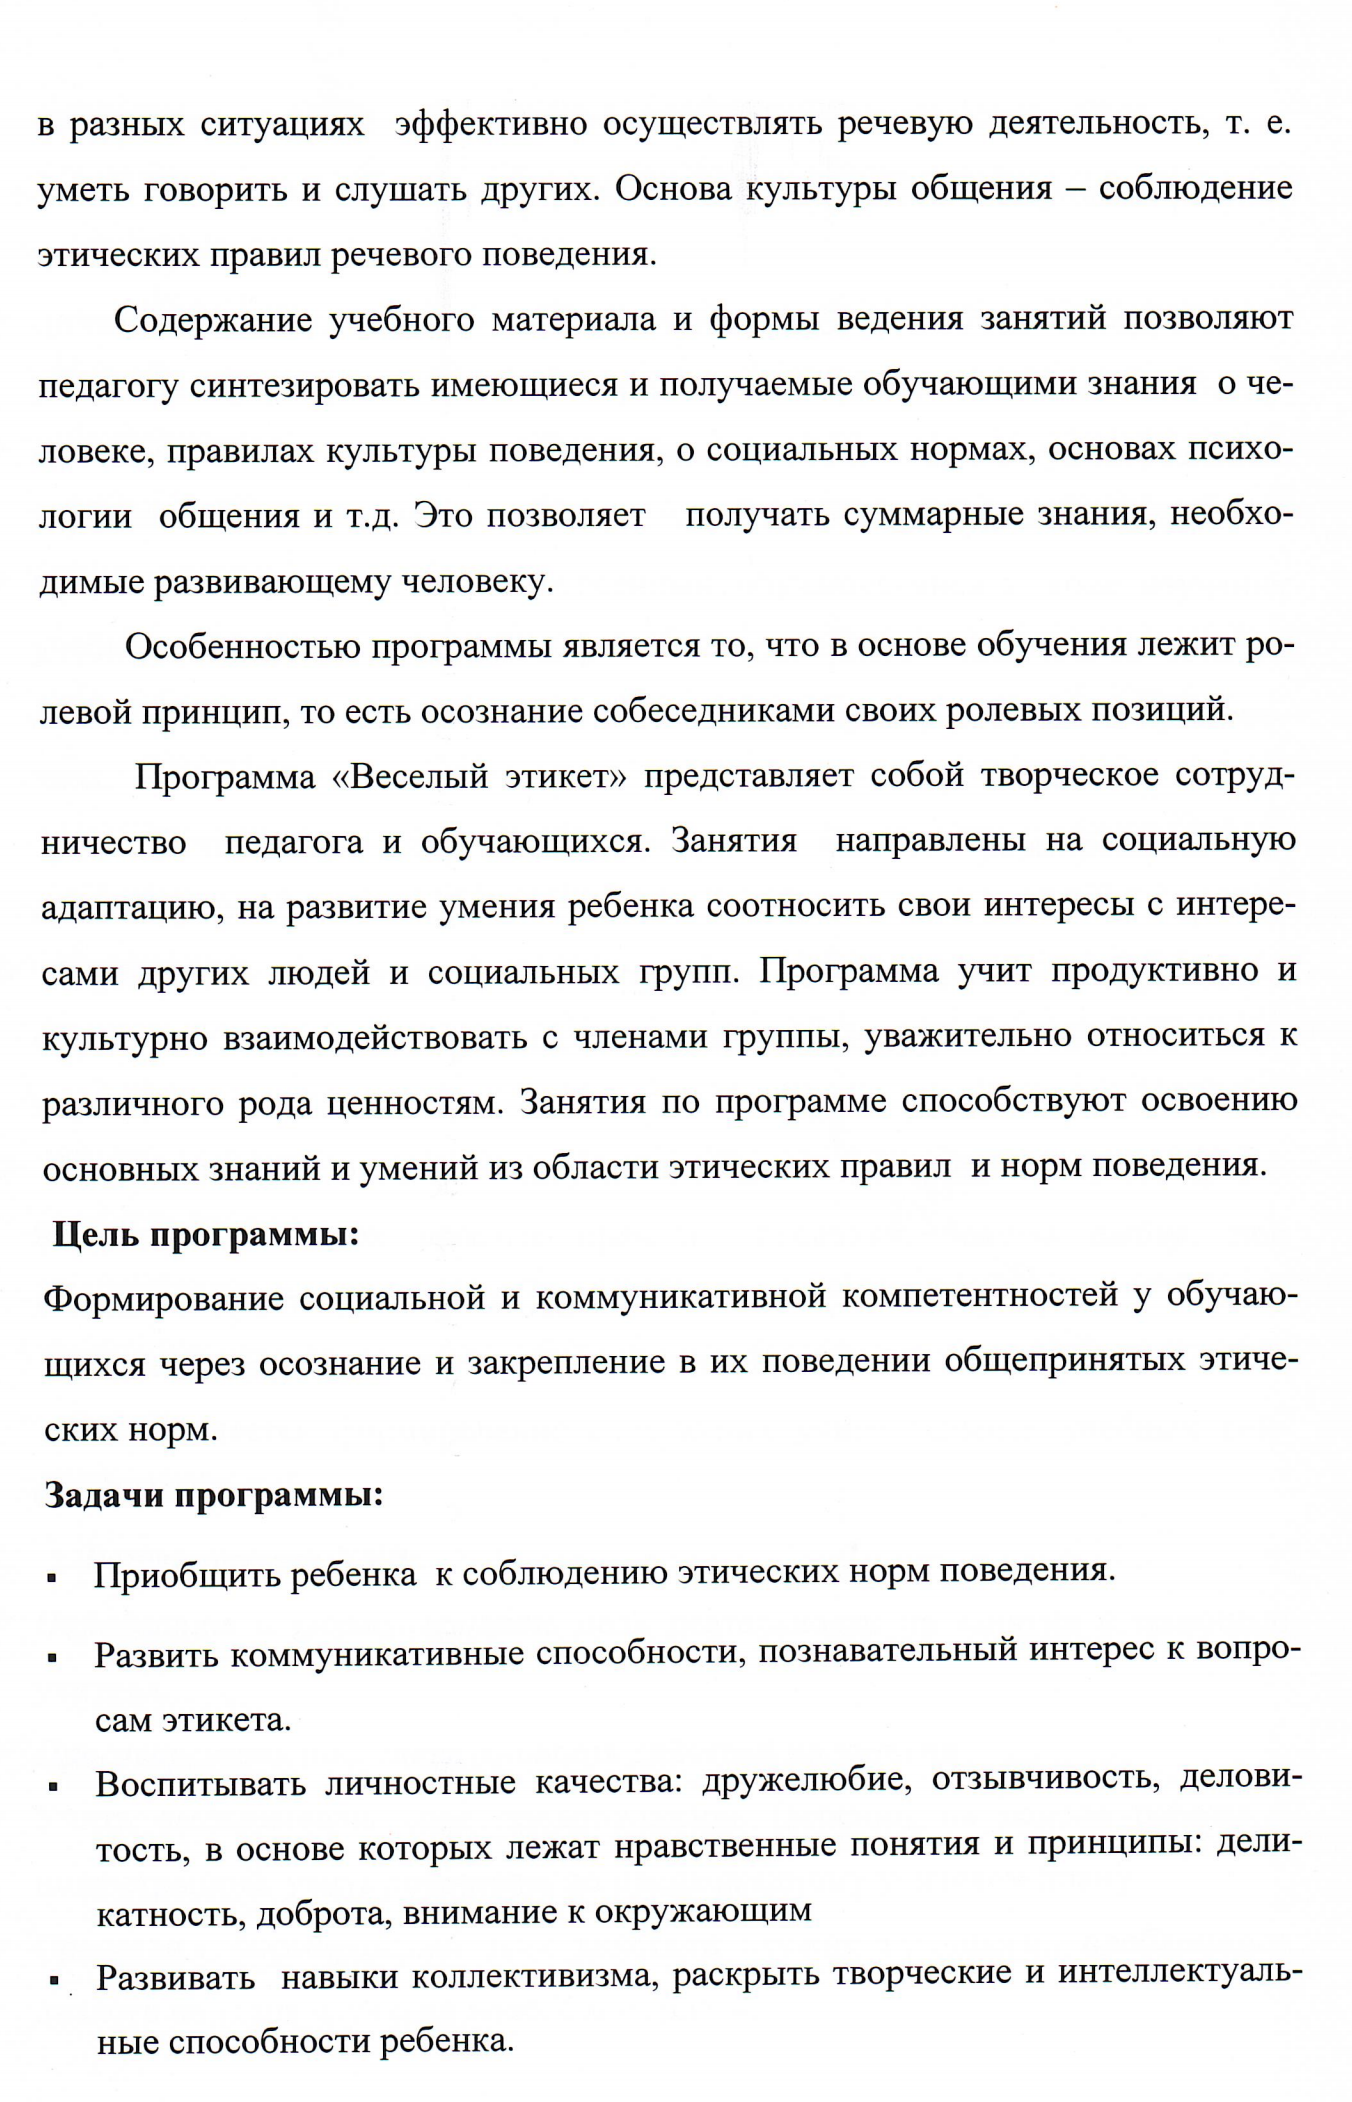 в разных ситуациях эффективно осуществлять речевую деятельность, т. е.
уметь говорить и слушать других. Основа культуры общения – соблюдение
этических правил речевого поведения.
Содержание учебного материала и формы ведения занятий позволяют
педагогу синтезировать имеющиеся и получаемые обучающими знания о че-
ловеке, правилах культуры поведения, о социальных нормах, основах психо-
логии общения и т.д. Это позволяет получать суммарные знания, необхо-
димые развивающему человеку.
Особенностью программы является то, что в основе обучения лежит ро-
левой принцип, то есть осознание собеседниками своих ролевых позиций.
Программа «Веселый этикет» представляет собой творческое сотруд-
ничество педагога и обучающихся. Занятия направлены на социальную
адаптацию, на развитие умения ребенка соотносить свои интересы с интере-
сами других людей и социальных групп. Программа учит продуктивно и
культурно взаимодействовать с членами группы, уважительно относиться к
различного рода ценностям. Занятия по программе способствуют освоению
основных знаний и умений из области этических правил и норм поведения.
Цель программы:
Формирование социальной и коммуникативной компетентностей у обучаю-
щихся через осознание и закрепление в их поведении общепринятых этиче-
ских норм.
Задачи программы:
▪ Приобщить ребенка к соблюдению этических норм поведения.
▪ Развить коммуникативные способности, познавательный интерес к вопро-
сам этикета.
▪ Воспитывать личностные качества: дружелюбие, отзывчивость, делови-
тость, в основе которых лежат нравственные понятия и принципы: дели-
катность, доброта, внимание к окружающим
▪ Развивать навыки коллективизма, раскрыть творческие и интеллектуаль-
ные способности ребенка.